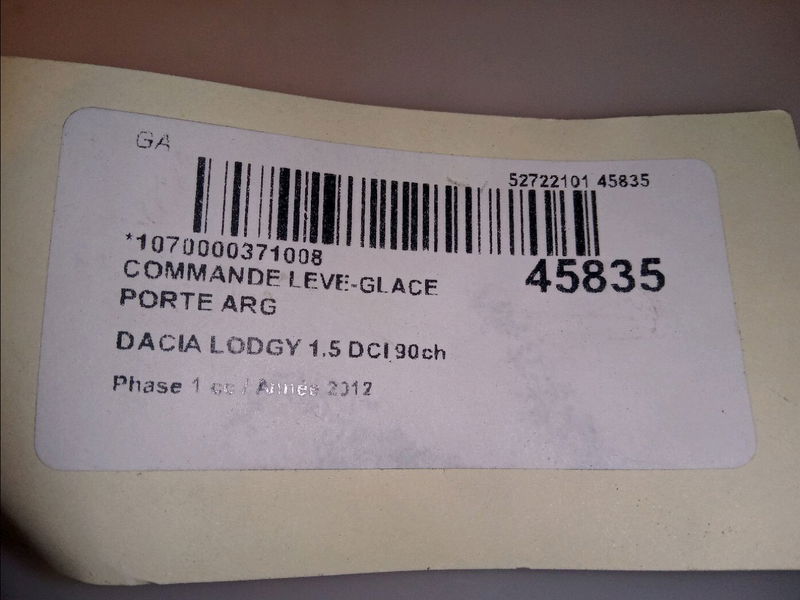 GA
52722101 45835
*1070000371008
45835
COMMANDE LEVE-GLACE
PORTE ARG
DACIA LODGY 1.5 DCI 90ch
Phase 1 / Année 2012